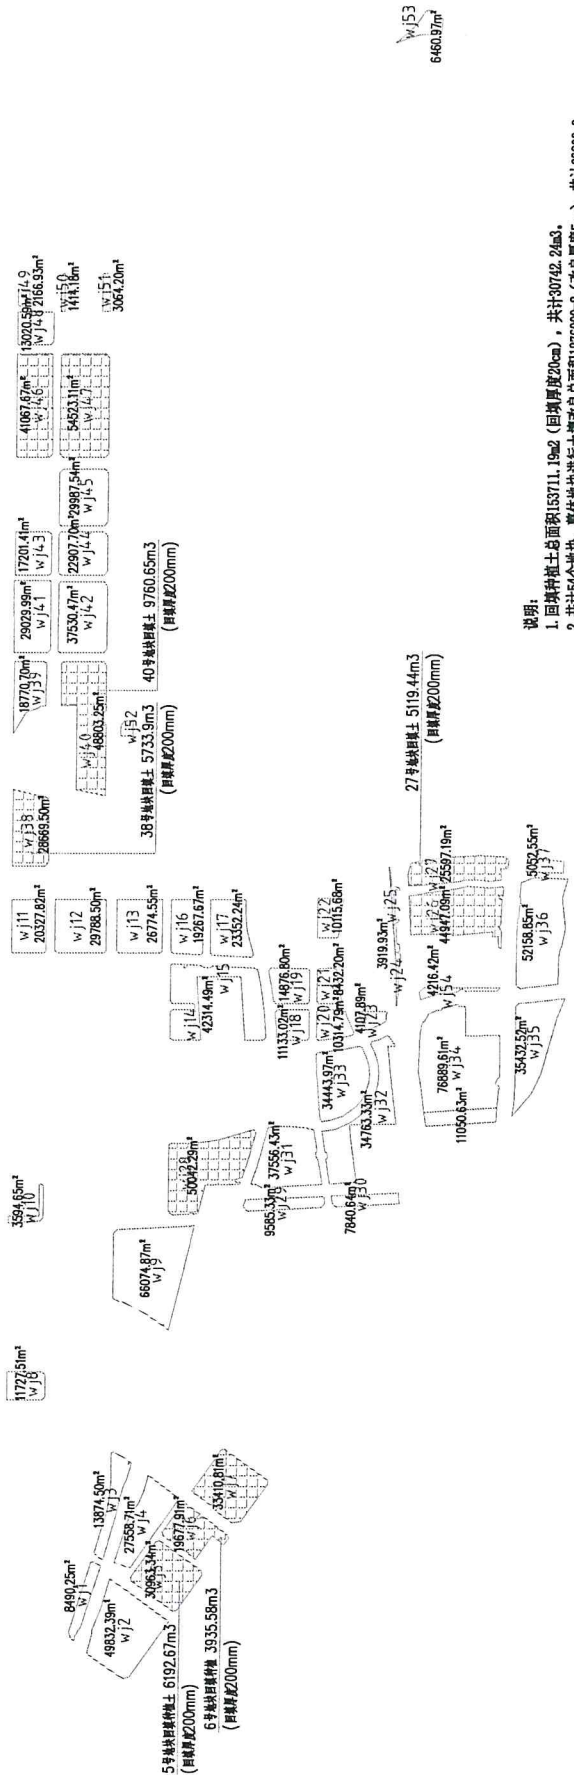 8490.25m²
wj1
49832.39m²
wj2
13874.50m²
wj3
27558.71m²
wj4
30963.34m²
wj5
19677.91m²
wj6
33410.81m²
wj7
5号地块回填种植土 6192.67m3
(回填厚度200mm)
6号地块回填种植 3935.58m3
(回填厚度200mm)
11727.51m²
wj8
66074.87m²
wj9
3594.65m²
wj10
wj11
20327.82m²
wj12
29788.50m²
wj13
26774.55m²
wj14
42314.49m²
wj15
wj16
19267.67m²
wj17
23352.24m²
11133.02m²
wj18
14876.80m²
wj19
wj20
10314.79m²
wj21
8432.20m²
wj22
10115.68m²
4107.89m²
wj23
3919.93m²
wj24
wj25
wj26
44947.09m²
wj27
25597.19m²
27号地块回填土 5119.44m3
(回填厚度200mm)
wj28
50042.29m²
9585.33m²
wj29
7840.64m²
wj30
37556.43m²
wj31
34763.33m²
wj32
34443.97m²
wj33
76889.61m²
wj34
11050.63m²
35432.52m²
wj35
52158.85m²
wj36
5052.55m²
wj37
4216.42m²
wj54
wj38
28669.50m²
38号地块回填土 5733.9m3
(回填厚度200mm)
18770.70m²
wj39
wj40
48803.25m²
40号地块回填土 9760.65m3
(回填厚度200mm)
wj52
29029.99m²
wj41
37530.47m²
wj42
17201.41m²
wj43
22907.70m²
wj44
29987.54m²
wj45
41067.67m²
wj46
54523.11m²
wj47
13020.59m²
wj48
wj49
2166.93m²
wj50
1414.18m²
wj51
3064.20m²
wj53
6460.97m²
说明:
1.回填种植土总面积153711.19m2(回填厚度20cm),共计30742.24m3。